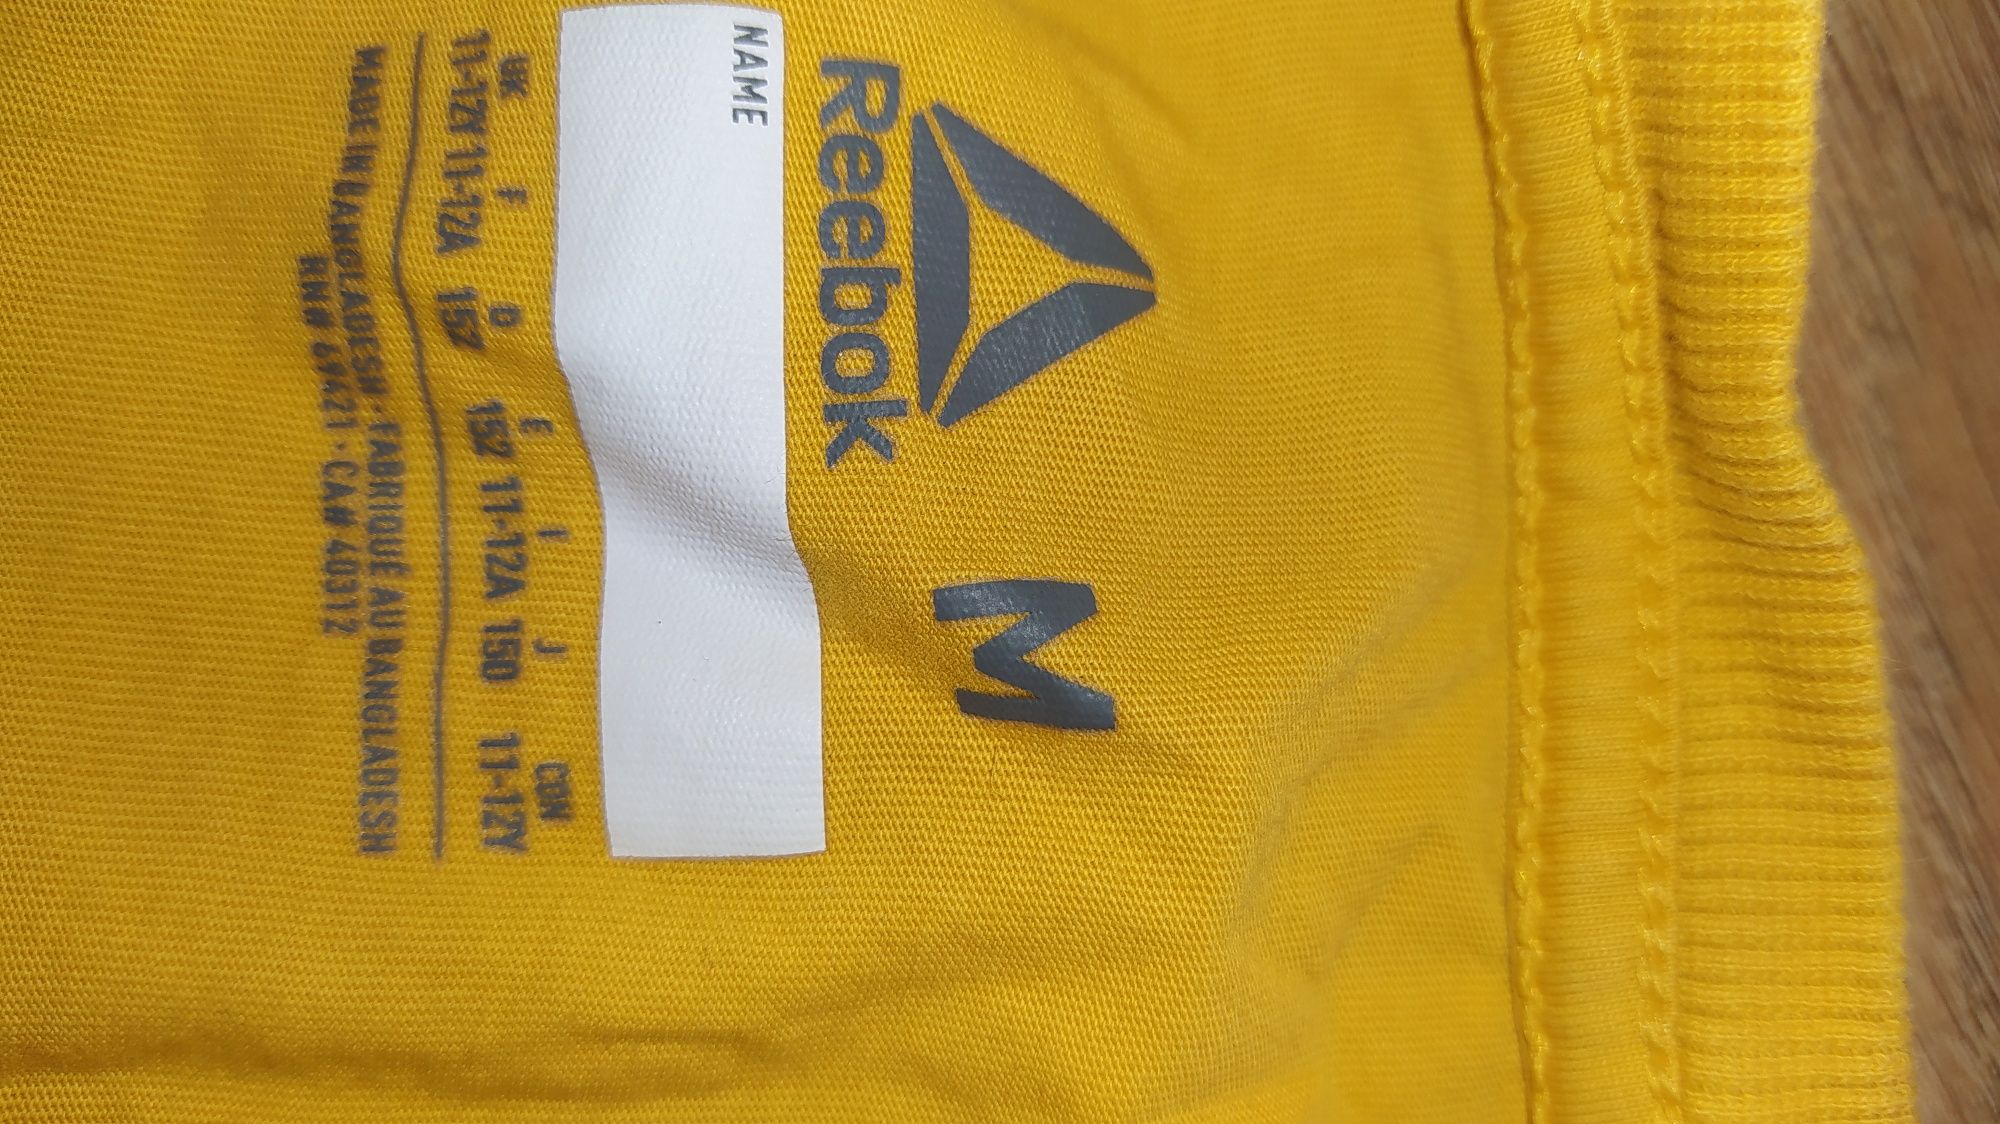 Reebok
M
NAME
UK F D E I J CDN
11-12Y 11-12A 152 152 11-12A 150 11-12Y
MADE IN BANGLADESH · FABRIQUÉ AU BANGLADESH
RN# 69421 · CA# 40312